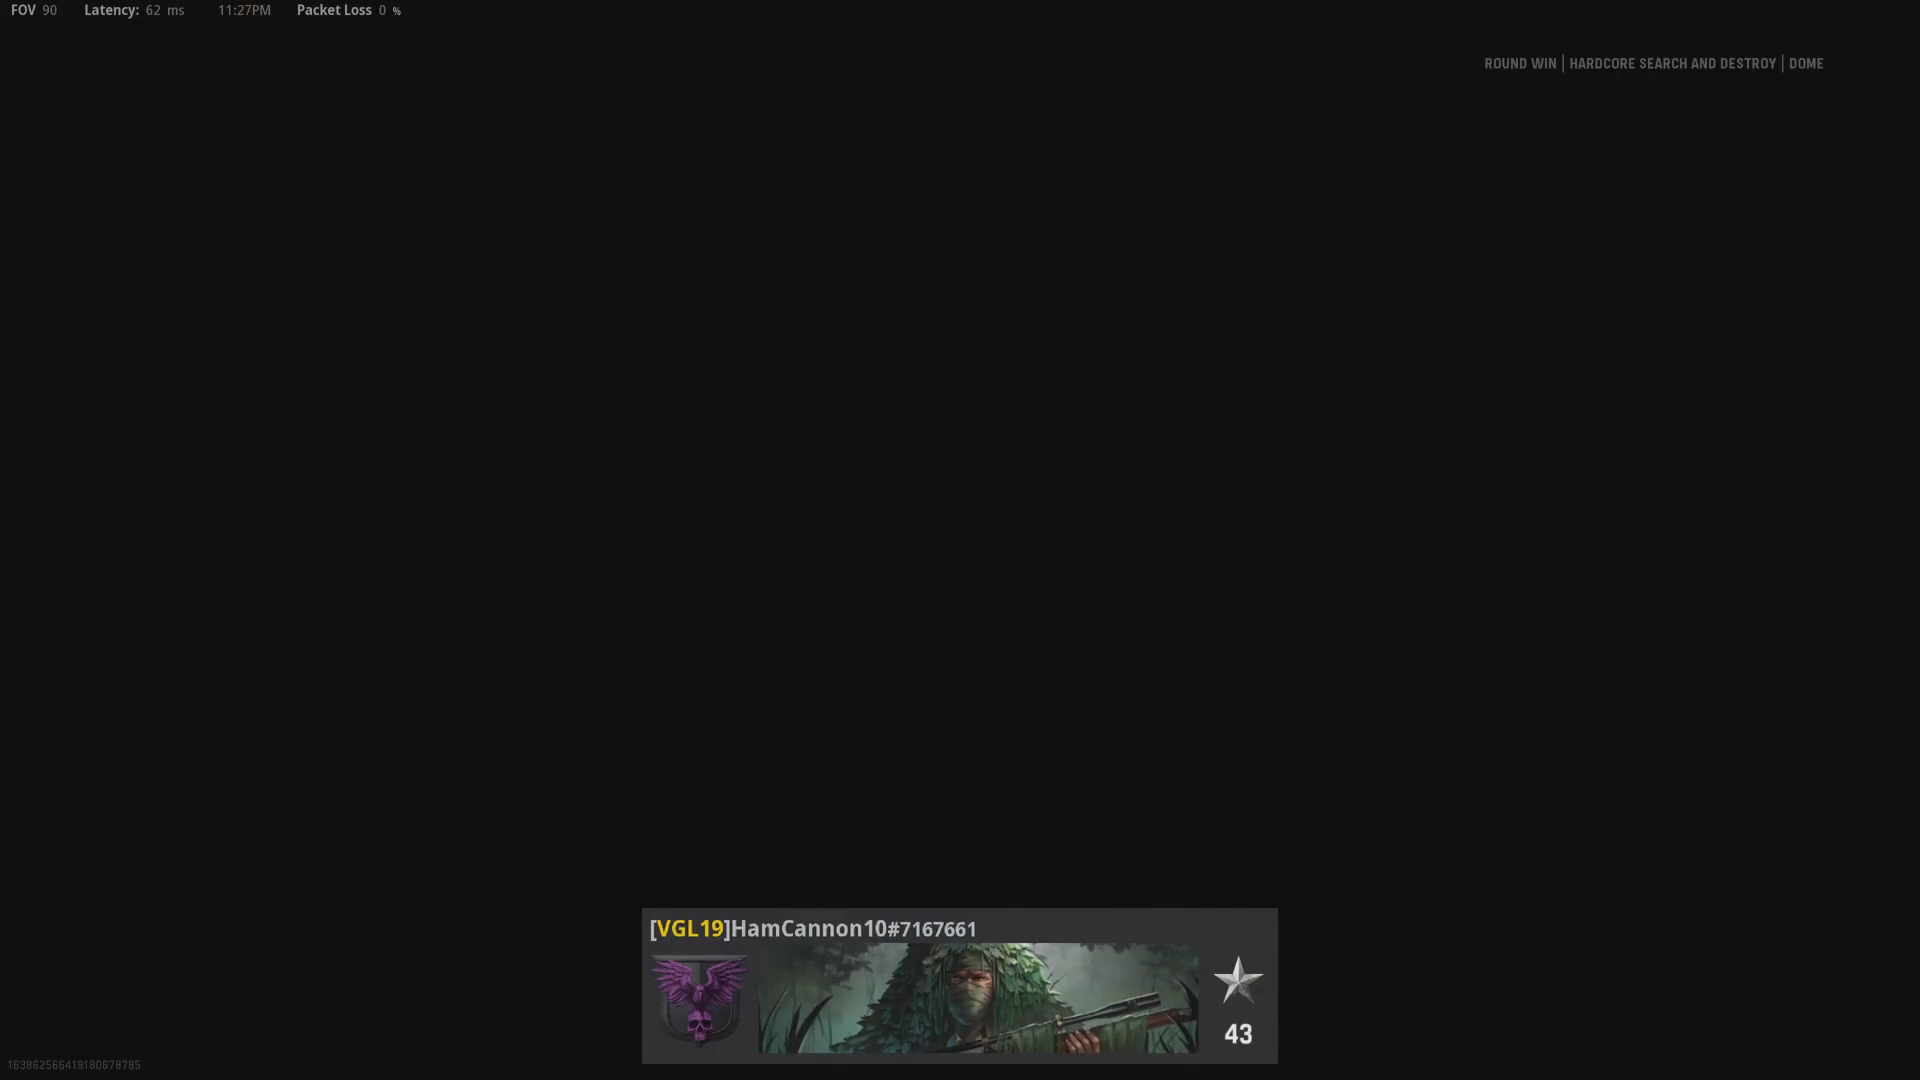 FOV 90 Latency: 62 ms 11:27PM Packet Loss 0 %
ROUND WIN | HARDCORE SEARCH AND DESTROY | DOME
[VGL19]HamCannon10#7167661
43
163862566419180678785